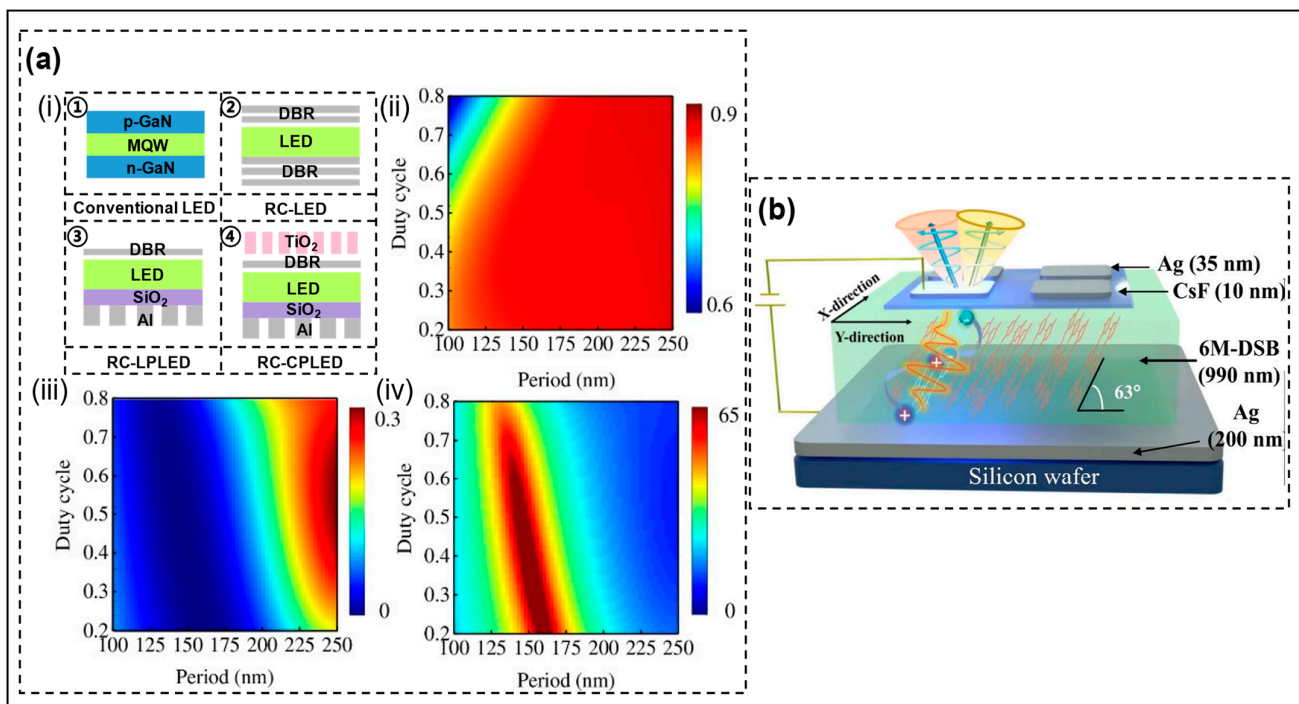 (a)
(i)
①
p-GaN
MQW
n-GaN
Conventional LED
②
DBR
LED
DBR
RC-LED
③
DBR
LED
SiO₂
Al
RC-LPLED
④
TiO₂
DBR
LED
SiO₂
Al
RC-CPLED
(ii)
Duty cycle
0.8
0.7
0.6
0.5
0.4
0.3
0.2
100 125 150 175 200 225 250
Period (nm)
0.9
0.6
(iii)
Duty cycle
0.8
0.7
0.6
0.5
0.4
0.3
0.2
100 125 150 175 200 225 250
Period (nm)
0.3
0
(iv)
Duty cycle
0.8
0.7
0.6
0.5
0.4
0.3
0.2
100 125 150 175 200 225 250
Period (nm)
65
0
(b)
X-direction
Y-direction
+
+
63°
Ag (35 nm)
CsF (10 nm)
6M-DSB
(990 nm)
Ag
(200 nm)
Silicon wafer